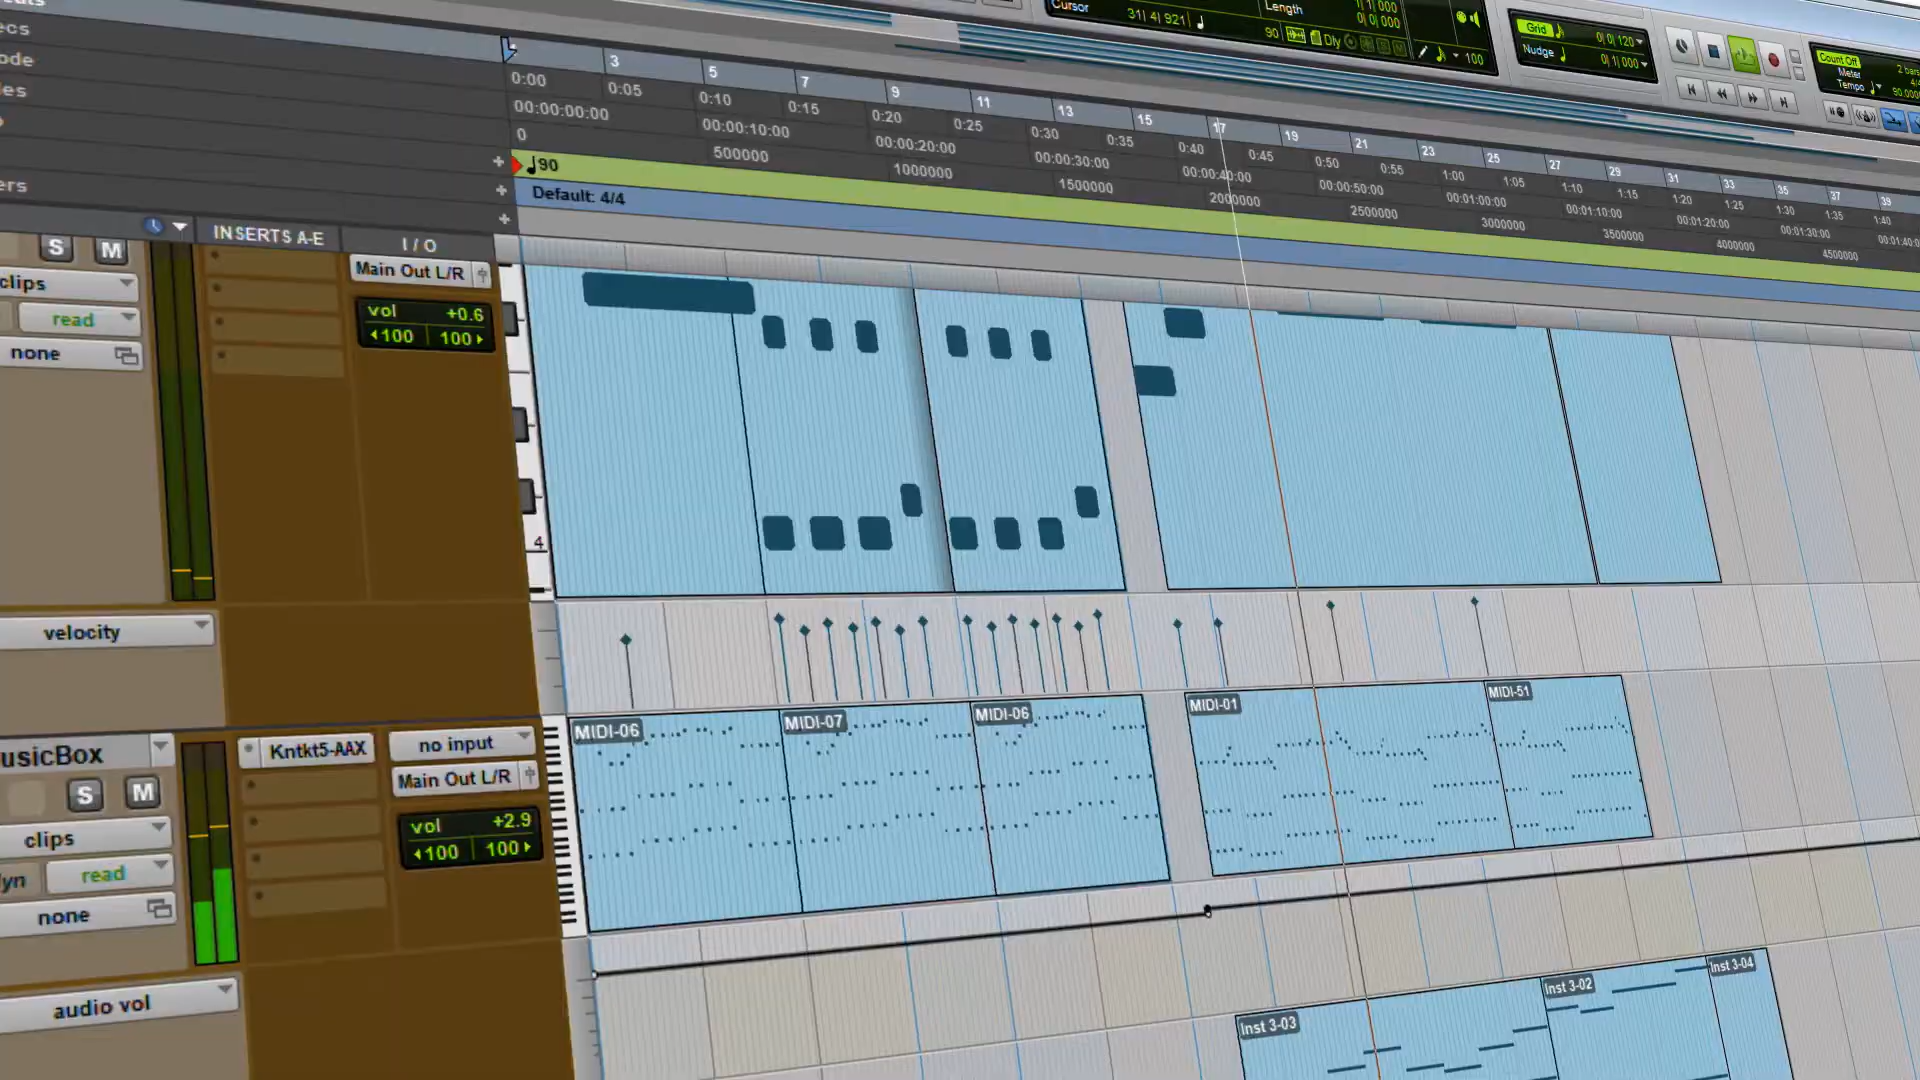 Cursor 31| 4| 921
Length 1| 1| 000
0| 0| 000
90 Dly 100
Grid 0| 0| 120
Nudge 0| 1| 000
Count Off 2 bars
Meter 4/4
Tempo
3 5 7 9 11 13 15 17 19 21 23 25 27 29 31 33 35 37 39
0:00 0:05 0:10 0:15 0:20 0:25 0:30 0:35 0:40 0:45 0:50 0:55 1:00 1:05 1:10 1:15 1:20 1:25 1:30 1:35 1:40
00:00:00:00 00:00:10:00 00:00:20:00 00:00:30:00 00:00:40:00 00:00:50:00 00:01:00:00 00:01:10:00 00:01:20:00 00:01:30:00 00:01:40:0
0 500000 1000000 1500000 2000000 2500000 3000000 3500000 4000000 4500000
90
Default: 4/4
ecs
ode
les
ers
INSERTS A-E I / O
S M
clips
read
none
Main Out L/R
vol +0.6
100 100
4
velocity
usicBox
Kntkt5-AAX
no input
Main Out L/R
S M
clips
lyn read
none
vol +2.9
100 100
MIDI-06 MIDI-07 MIDI-06 MIDI-01 MIDI-51
audio vol
Inst 3-03 Inst 3-02 Inst 3-04